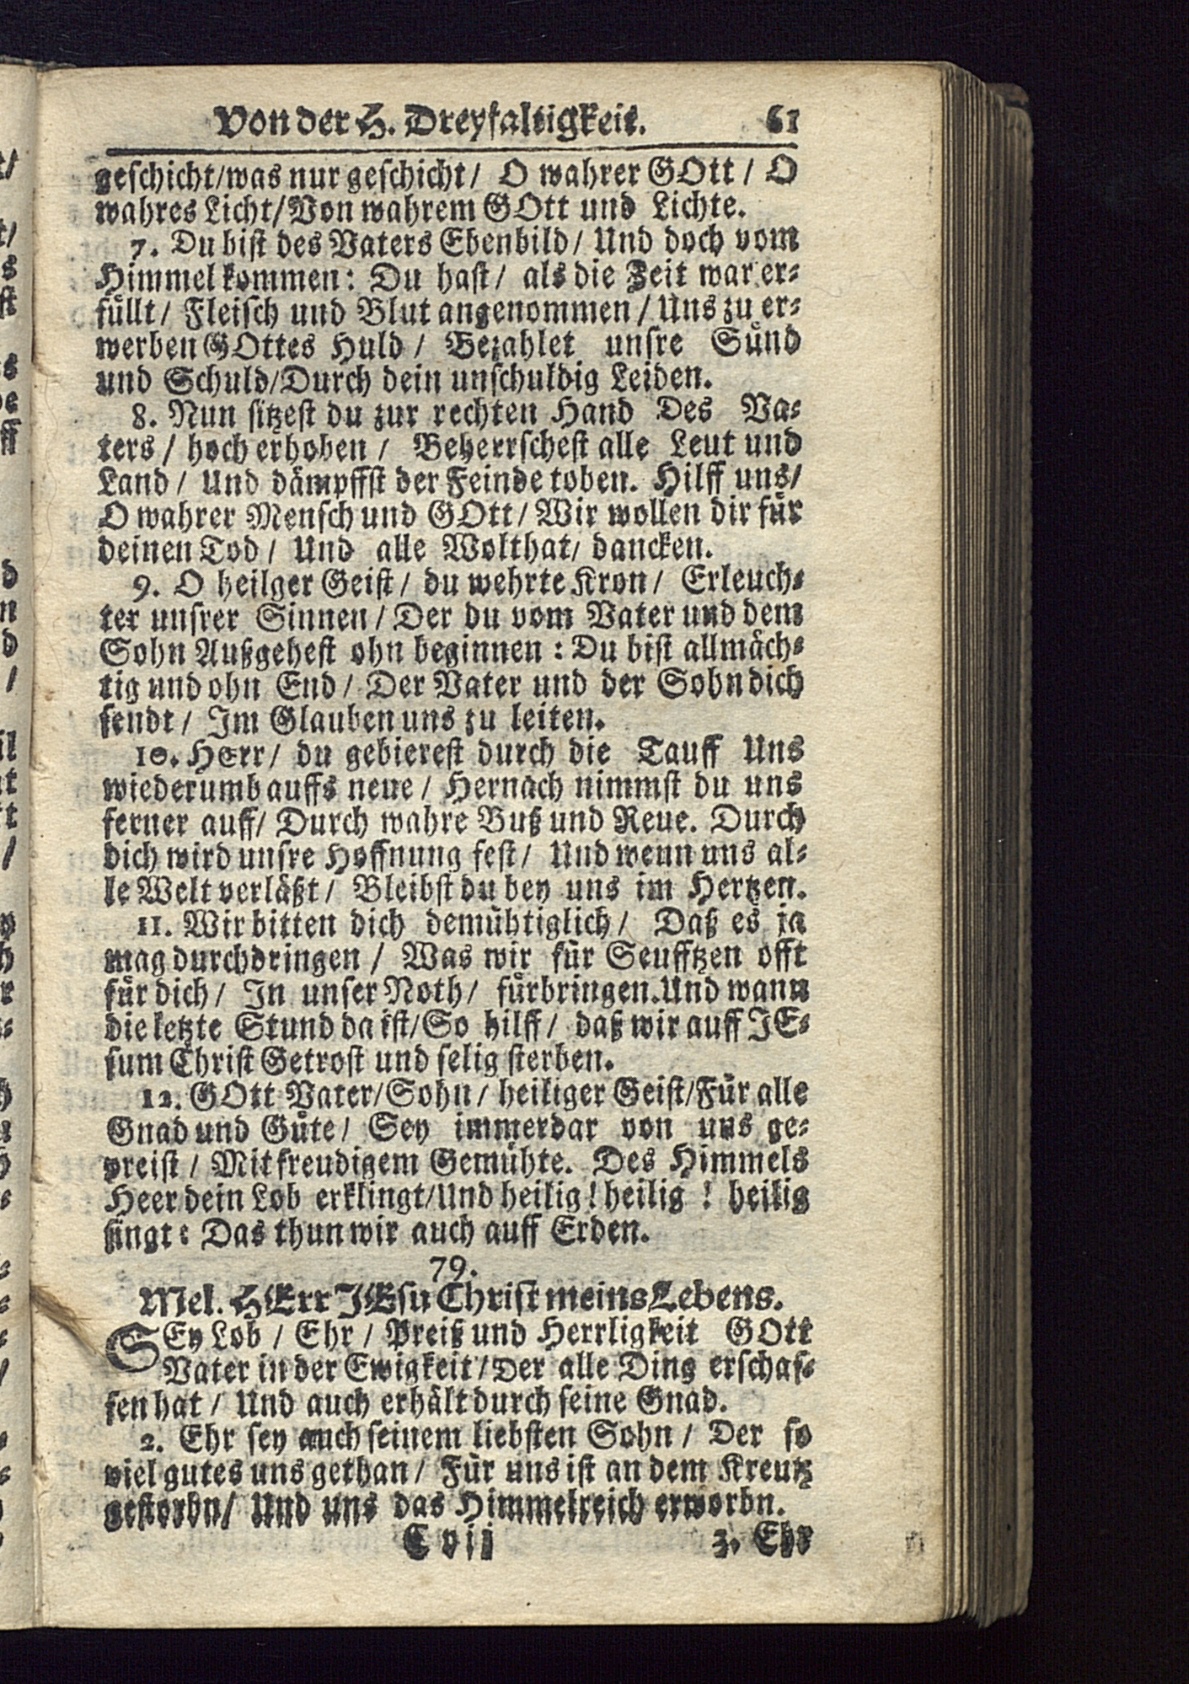 Von der H. Dreyfaltigkeit. 61
geschicht/was nur geschicht/ O wahrer GOtt / O
wahres Licht/Von wahrem GOtt und Lichte.
7. Du bist des Vaters Ebenbild/ Und doch vom
Himmel kommen: Du hast/ als die Zeit war er-
füllt/ Fleisch und Blut angenommen/ Uns zu er-
werben GOttes Huld / Bezahlet unsre Sünd
und Schuld/Durch dein unschuldig Leiden.
8. Nun sitzest du zur rechten Hand Des Va-
ters / hoch erhoben / Beherrschest alle Leut und
Land/ Und dämpffst der Feinde toben. Hilff uns/
O wahrer Mensch und GOtt/ Wir wollen dir für
deinen Tod/ Und alle Wolthat/ dancken.
9. O heilger Geist/ du wehrte Kron/ Erleuch-
ter unsrer Sinnen/ Der du vom Vater und dem
Sohn Außgehest ohn beginnen: Du bist allmäch-
tig und ohn End/ Der Vater und der Sohn dich
sendt/ Im Glauben uns zu leiten.
10. HErr/ du gebierest durch die Tauff Uns
wiederumb auffs neue/ Hernach nimmst du uns
ferner auff/ Durch wahre Buß und Reue. Durch
dich wird unsre Hoffnung fest/ Und wenn uns al-
le Welt verläßt/ Bleibst du bey uns im Hertzen.
11. Wir bitten dich demühtiglich/ Daß es ja
mag durchdringen / Was wir für Seufftzen offt
für dich/ In unser Noth/ fürbringen. Und wann
die letzte Stund da ist/So hilff/ daß wir auff JE-
sum Christ Getrost und selig sterben.
12. GOtt Vater/Sohn/ heiliger Geist/Für alle
Gnad und Güte/ Sey immerdar von uns ge-
preist/ Mit freudigem Gemühte. Des Himmels
Heer dein Lob erklingt/Und heilig! heilig! heilig
singt: Das thun wir auch auff Erden.
79.
Mel. HErr JEsu Christ meins Lebens.
SEy Lob / Ehr / Preiß und Herrligkeit GOtt
Vater in der Ewigkeit/Der alle Ding erschaf-
fen hat / Und auch erhält durch seine Gnad.
2. Ehr sey auch seinem liebsten Sohn / Der so
viel gutes uns gethan/ Für uns ist an dem Kreutz
gestorbn/ Und uns das Himmelreich erworbn.
C vij 3. Ehr